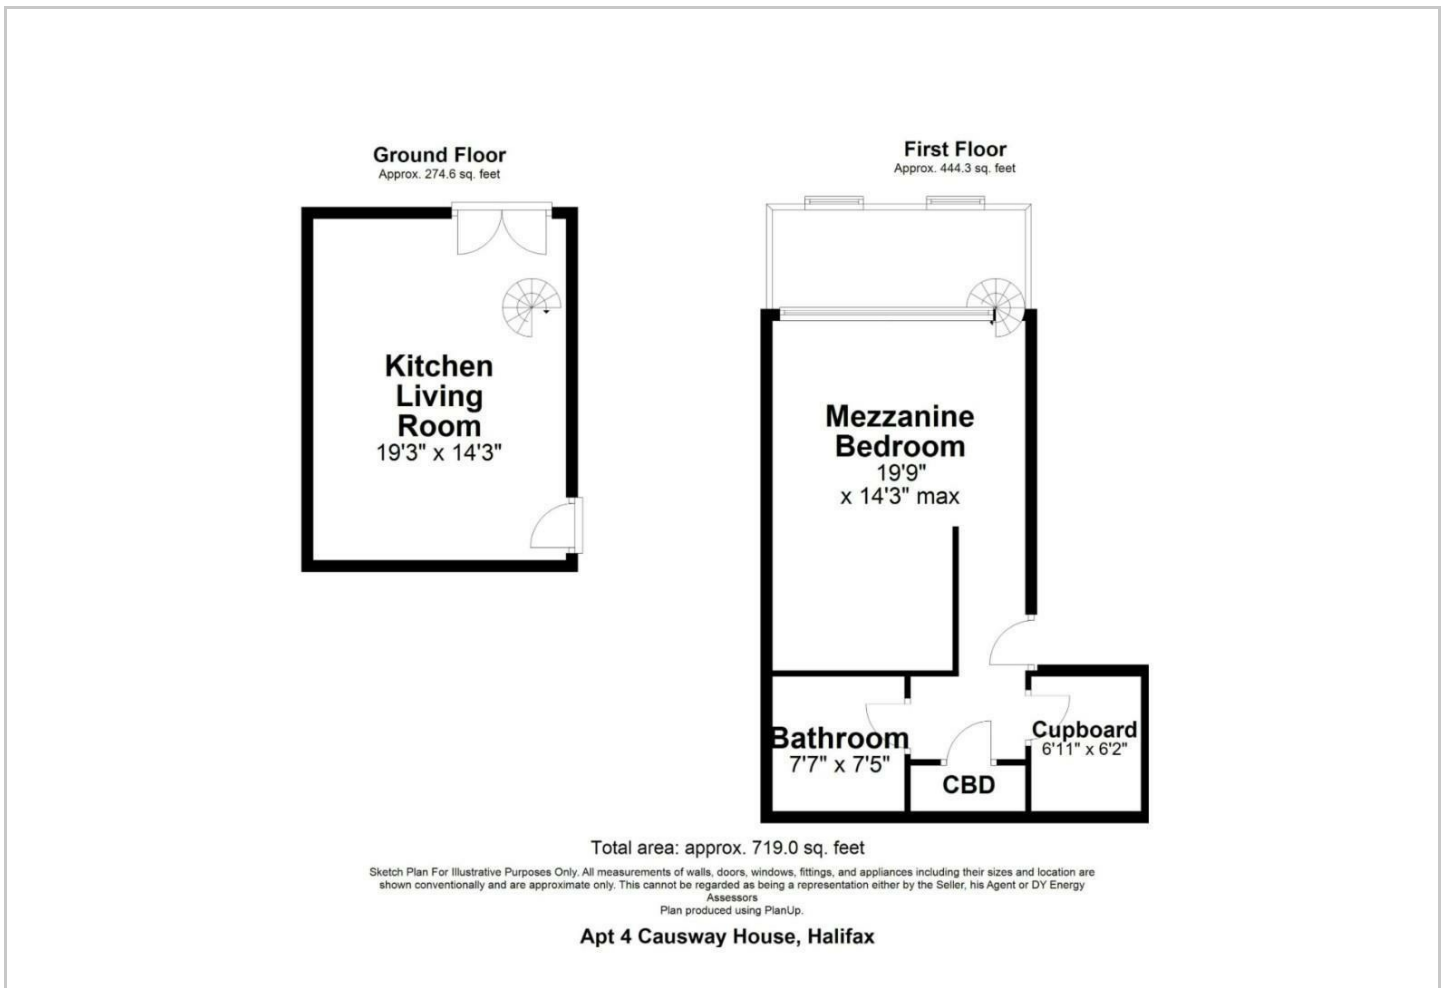 Ground Floor
Approx. 274.6 sq. feet
First Floor
Approx. 444.3 sq. feet
Kitchen
Living
Room
19'3" x 14'3"
Mezzanine
Bedroom
19'9"
x 14'3" max
Bathroom
7'7" x 7'5"
CBD
Cupboard
6'11" x 6'2"
Total area: approx. 719.0 sq. feet
Sketch Plan For Illustrative Purposes Only. All measurements of walls, doors, windows, fittings, and appliances including their sizes and location are
shown conventionally and are approximate only. This cannot be regarded as being a representation either by the Seller, his Agent or DY Energy
Assessors
Plan produced using PlanUp.
Apt 4 Causway House, Halifax